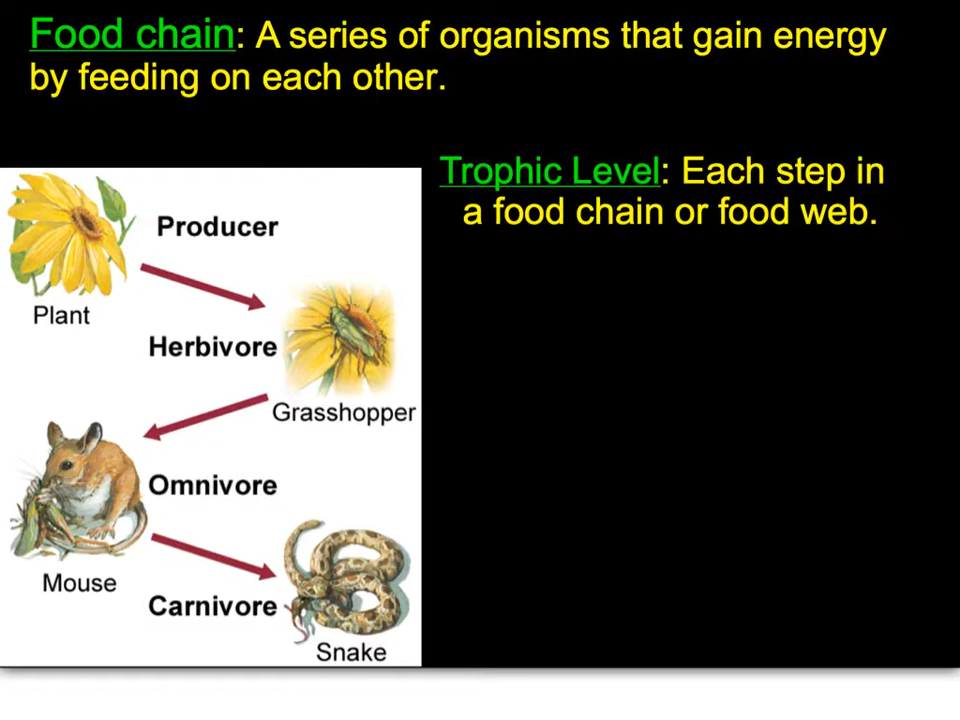 Food chain: A series of organisms that gain energy
by feeding on each other.
Trophic Level: Each step in
a food chain or food web.
Producer
Plant
Herbivore
Grasshopper
Omnivore
Mouse
Carnivore
Snake